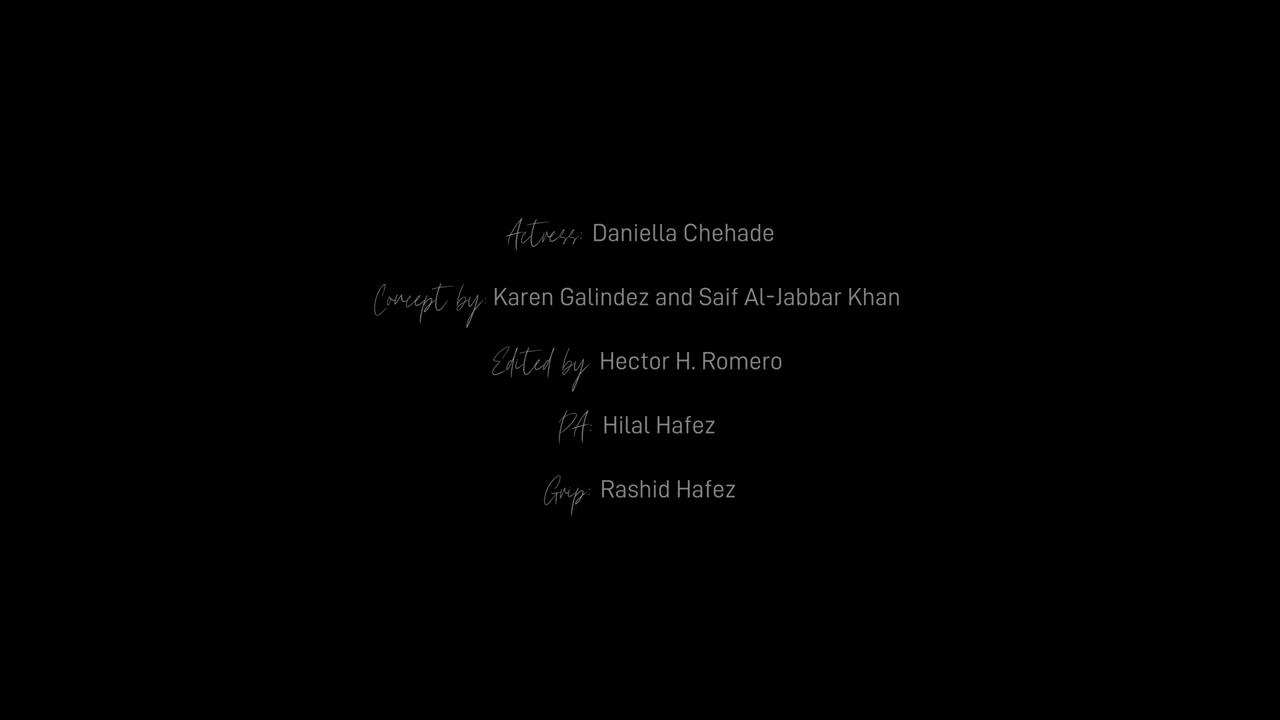 Actress: Daniella Chehade
Concept by: Karen Galindez and Saif Al-Jabbar Khan
Edited by Hector H. Romero
PA: Hilal Hafez
Grip: Rashid Hafez